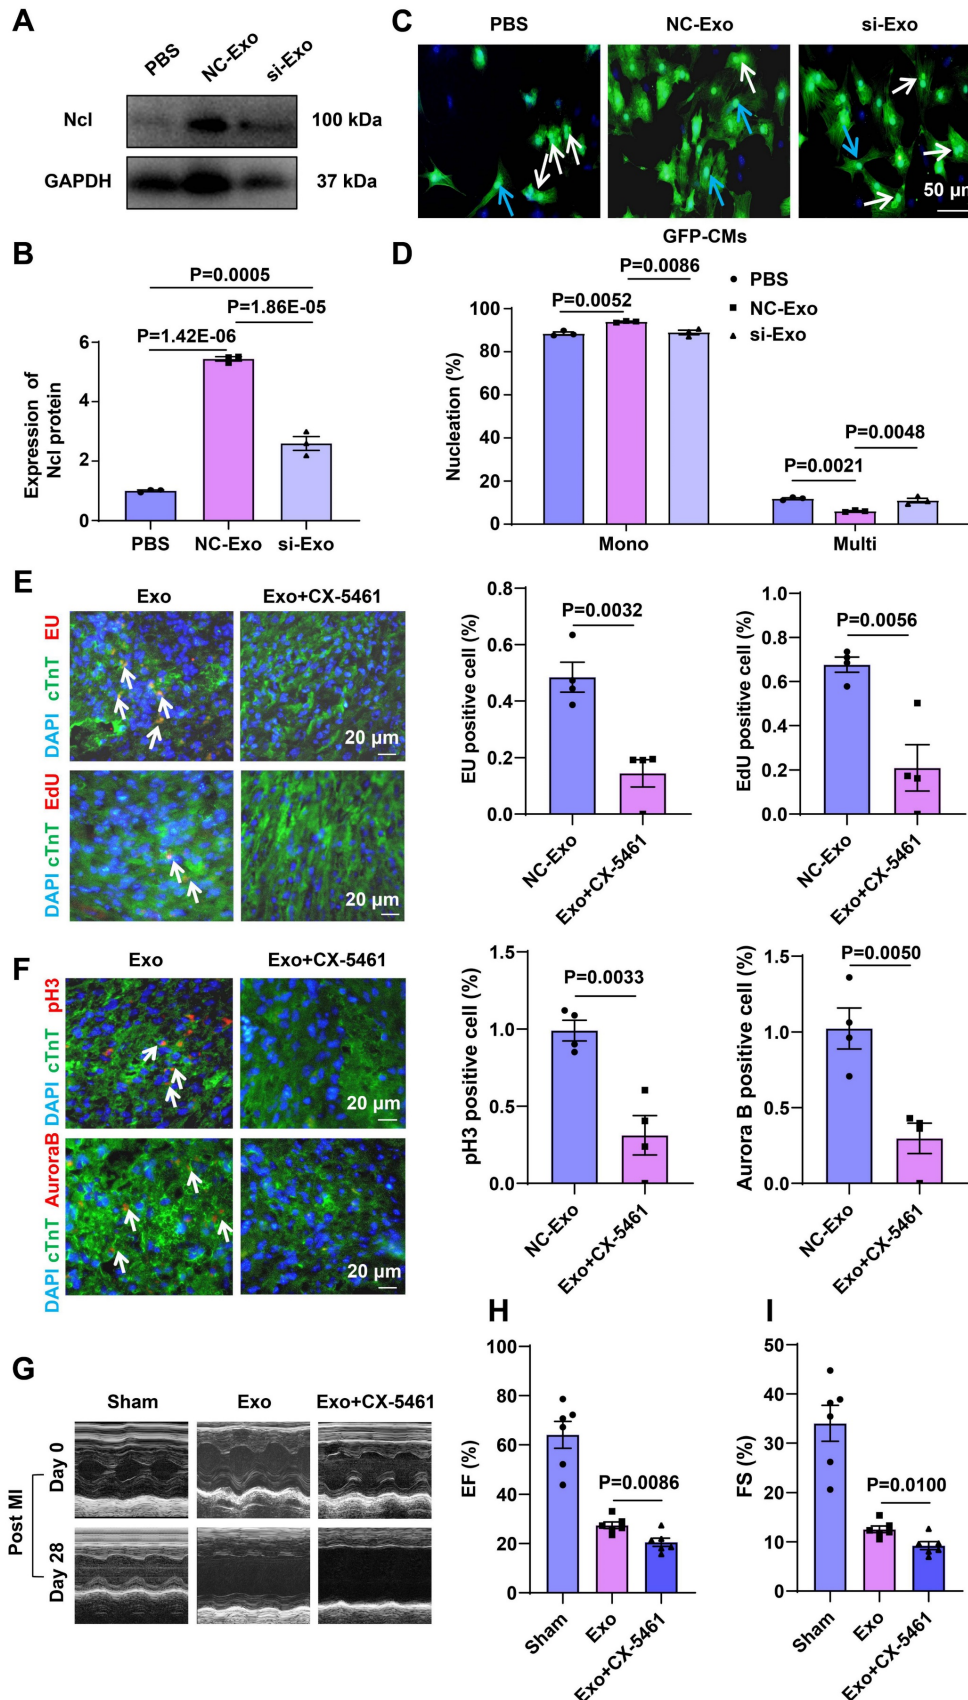 A
PBS
NC-Exo
si-Exo
Ncl
100 kDa
GAPDH
37 kDa
B
P=0.0005
P=1.86E-05
P=1.42E-06
Expression of
Ncl protein
6
4
2
0
PBS
NC-Exo
si-Exo
C
PBS
NC-Exo
si-Exo
50 µm
GFP-CMs
D
P=0.0086
P=0.0052
PBS
NC-Exo
si-Exo
P=0.0048
P=0.0021
Nucleation (%)
100
80
60
40
20
0
Mono
Multi
E
Exo
Exo+CX-5461
DAPI cTnT EU
20 µm
DAPI cTnT EdU
20 µm
EU positive cell (%)
0.8
0.6
0.4
0.2
0.0
P=0.0032
NC-Exo
Exo+CX-5461
EdU positive cell (%)
1.0
0.8
0.6
0.4
0.2
0.0
P=0.0056
NC-Exo
Exo+CX-5461
F
Exo
Exo+CX-5461
DAPI cTnT pH3
20 µm
DAPI cTnT AuroraB
20 µm
pH3 positive cell (%)
1.5
1.0
0.5
0.0
P=0.0033
NC-Exo
Exo+CX-5461
Aurora B positive cell (%)
1.5
1.0
0.5
0.0
P=0.0050
NC-Exo
Exo+CX-5461
G
Sham
Exo
Exo+CX-5461
Post MI
Day 0
Day 28
H
EF (%)
100
80
60
40
20
0
P=0.0086
Sham
Exo
Exo+CX-5461
I
FS (%)
50
40
30
20
10
0
P=0.0100
Sham
Exo
Exo+CX-5461